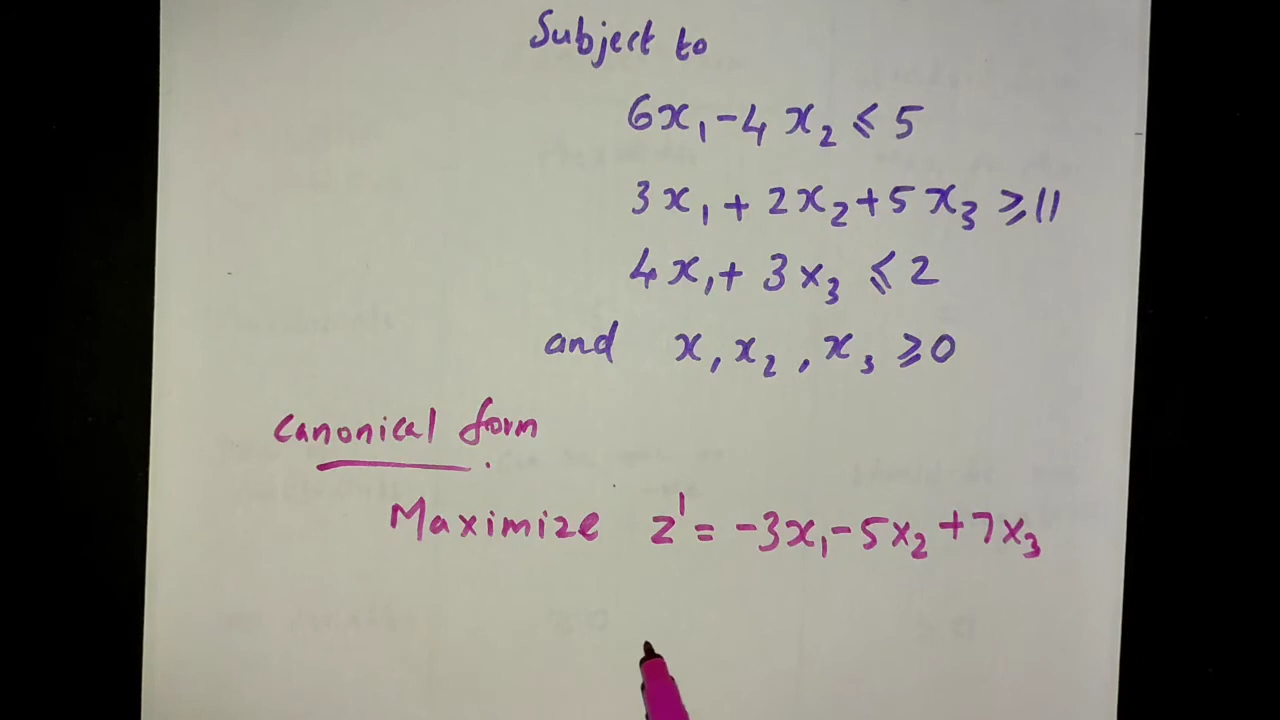 Subject to
6x₁ - 4x₂ ≤ 5
3x₁ + 2x₂ + 5x₃ ≥ 11
4x₁ + 3x₃ ≤ 2
and x₁ x₂, x₃ ≥ 0
Canonical form
Maximize z' = -3x₁ - 5x₂ + 7x₃